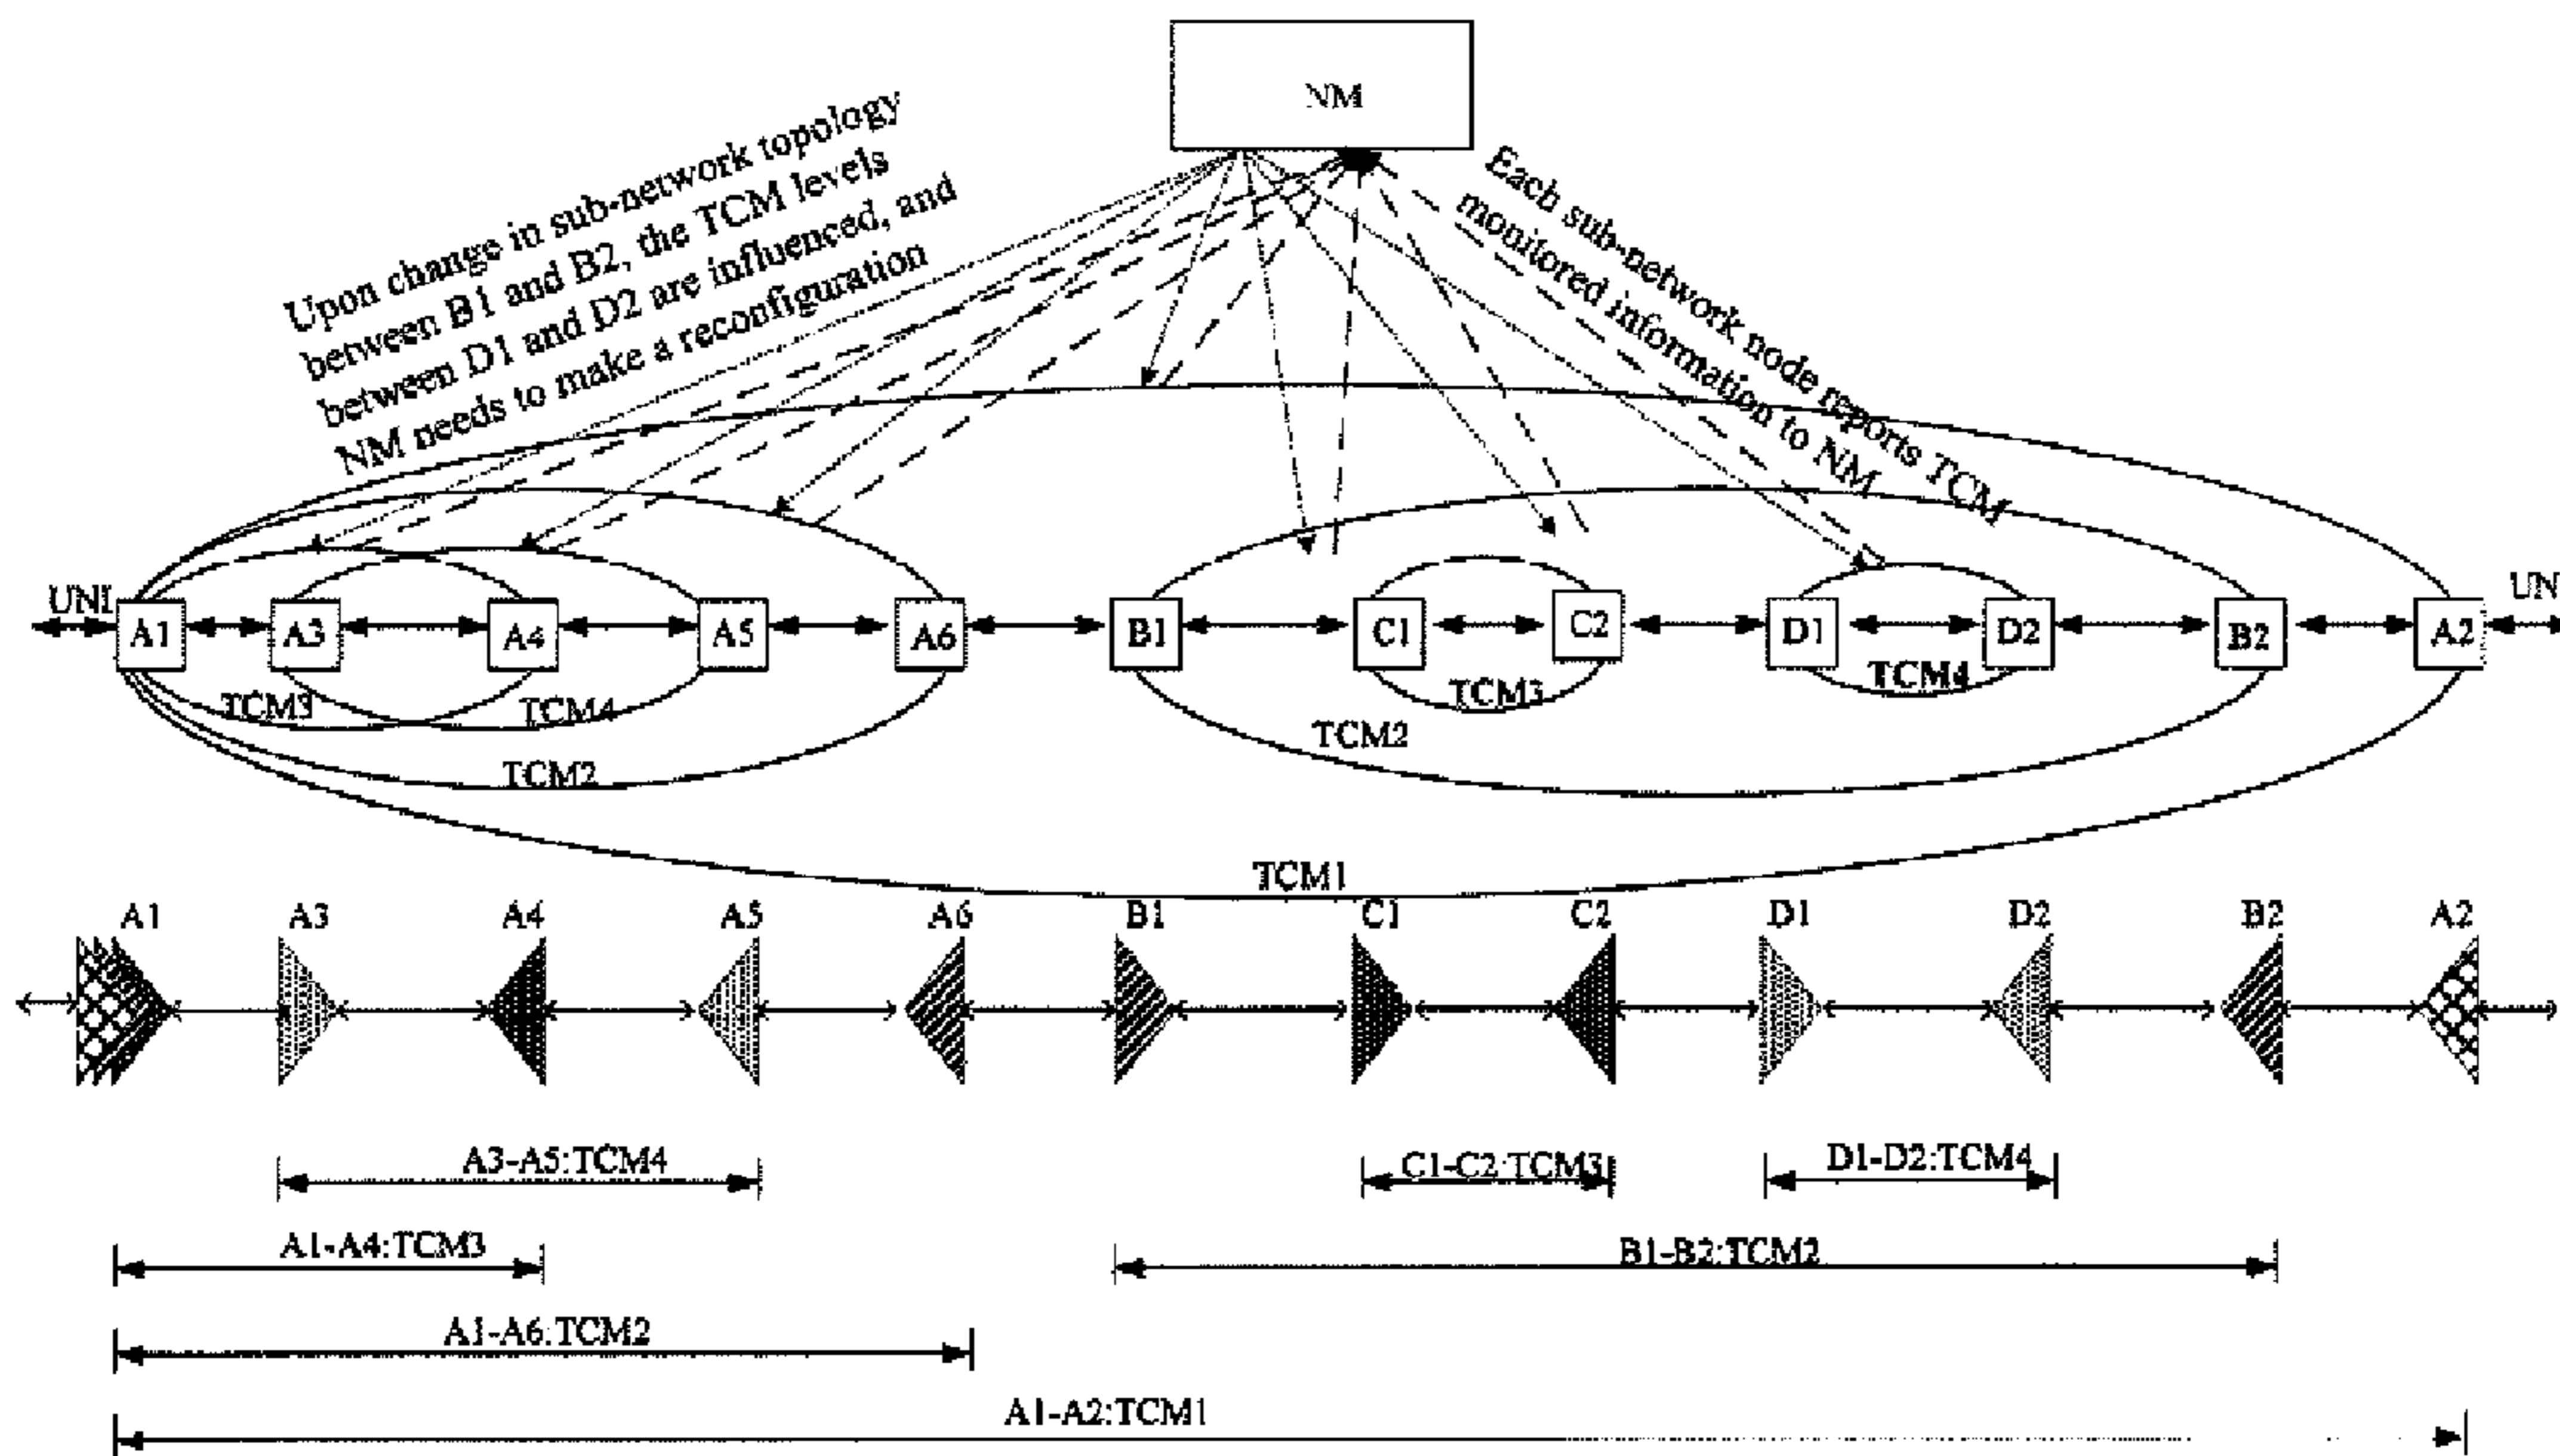 NM
Upon change in sub-network topology
between B1 and B2, the TCM levels
between D1 and D2 are influenced, and
NM needs to make a reconfiguration
Each sub-network node reports TCM
monitored information to NM
UNI
A1
A3
A4
A5
A6
B1
C1
C2
D1
D2
B2
A2
UN
TCM3
TCM4
TCM2
TCM3
TCM4
TCM2
TCM1
A1
A3
A4
A5
A6
B1
C1
C2
D1
D2
B2
A2
A3-A5:TCM4
C1-C2:TCM3
D1-D2:TCM4
A1-A4:TCM3
B1-B2:TCM2
A1-A6:TCM2
A1-A2:TCM1